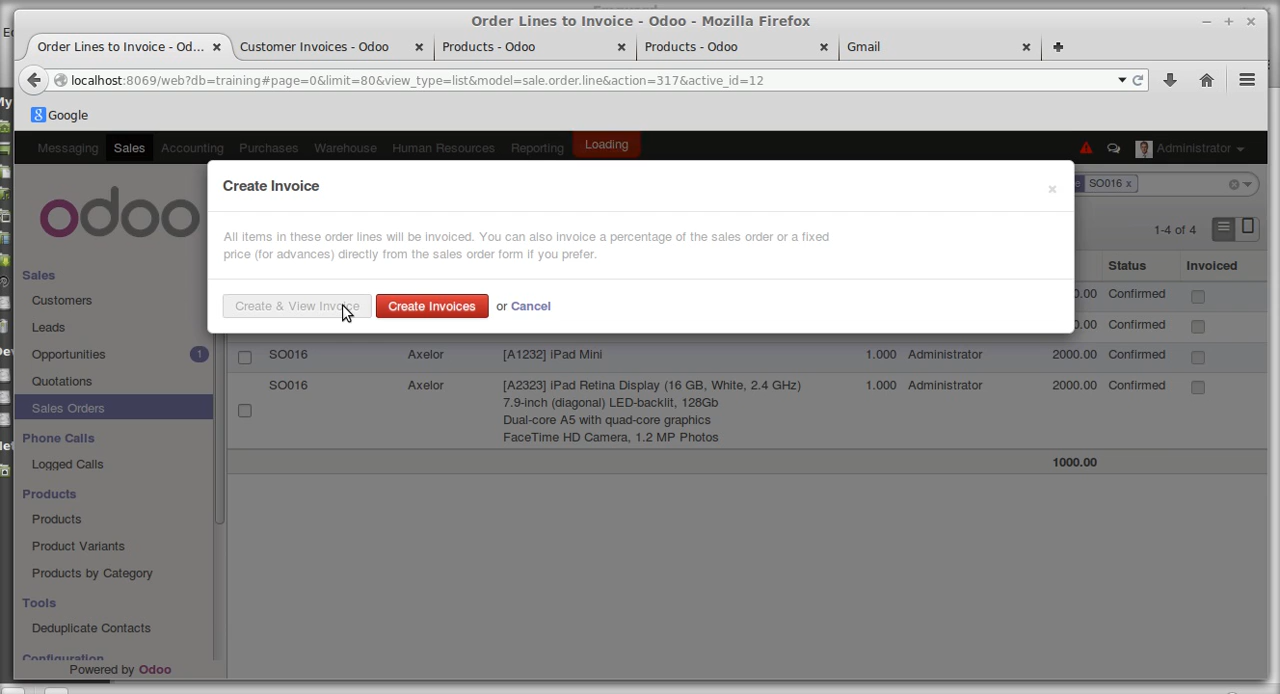 Order Lines to Invoice - Odoo - Mozilla Firefox
Order Lines to Invoice - Od... Customer Invoices - Odoo Products - Odoo Products - Odoo Gmail
localhost:8069/web?db=training#page=0&limit=80&view_type=list&model=sale.order.line&action=317&active_id=12
Google
Messaging Sales Accounting Purchases Warehouse Human Resources Reporting Loading Administrator
Create Invoice
SO016 x
odoo
All items in these order lines will be invoiced. You can also invoice a percentage of the sales order or a fixed
price (for advances) directly from the sales order form if you prefer.
1-4 of 4
Status Invoiced
Create & View Invoice Create Invoices or Cancel
0.00 Confirmed
0.00 Confirmed
SO016 Axelor [A1232] iPad Mini 1.000 Administrator 2000.00 Confirmed
SO016 Axelor [A2323] iPad Retina Display (16 GB, White, 2.4 GHz) 1.000 Administrator 2000.00 Confirmed
7.9-inch (diagonal) LED-backlit, 128Gb
Dual-core A5 with quad-core graphics
FaceTime HD Camera, 1.2 MP Photos
1000.00
Sales
Customers
Leads
Opportunities 1
Quotations
Sales Orders
Phone Calls
Logged Calls
Products
Products
Product Variants
Products by Category
Tools
Deduplicate Contacts
Configuration
Powered by Odoo